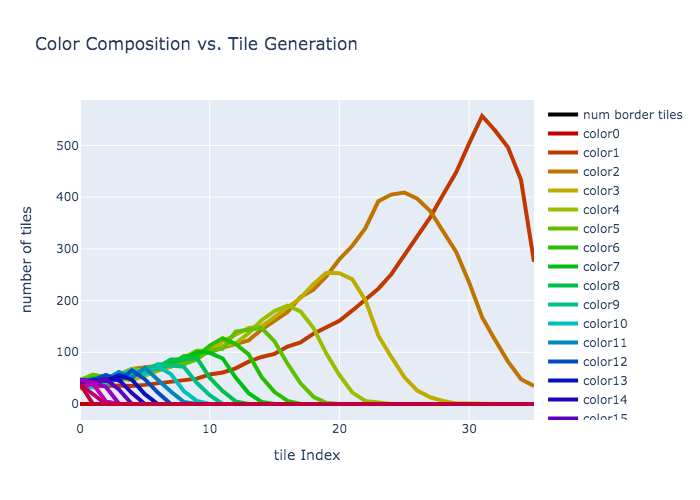 Color Composition vs. Tile Generation
number of tiles
500
400
300
200
100
0
0 10 20 30
tile Index
num border tiles
color0
color1
color2
color3
color4
color5
color6
color7
color8
color9
color10
color11
color12
color13
color14
color15